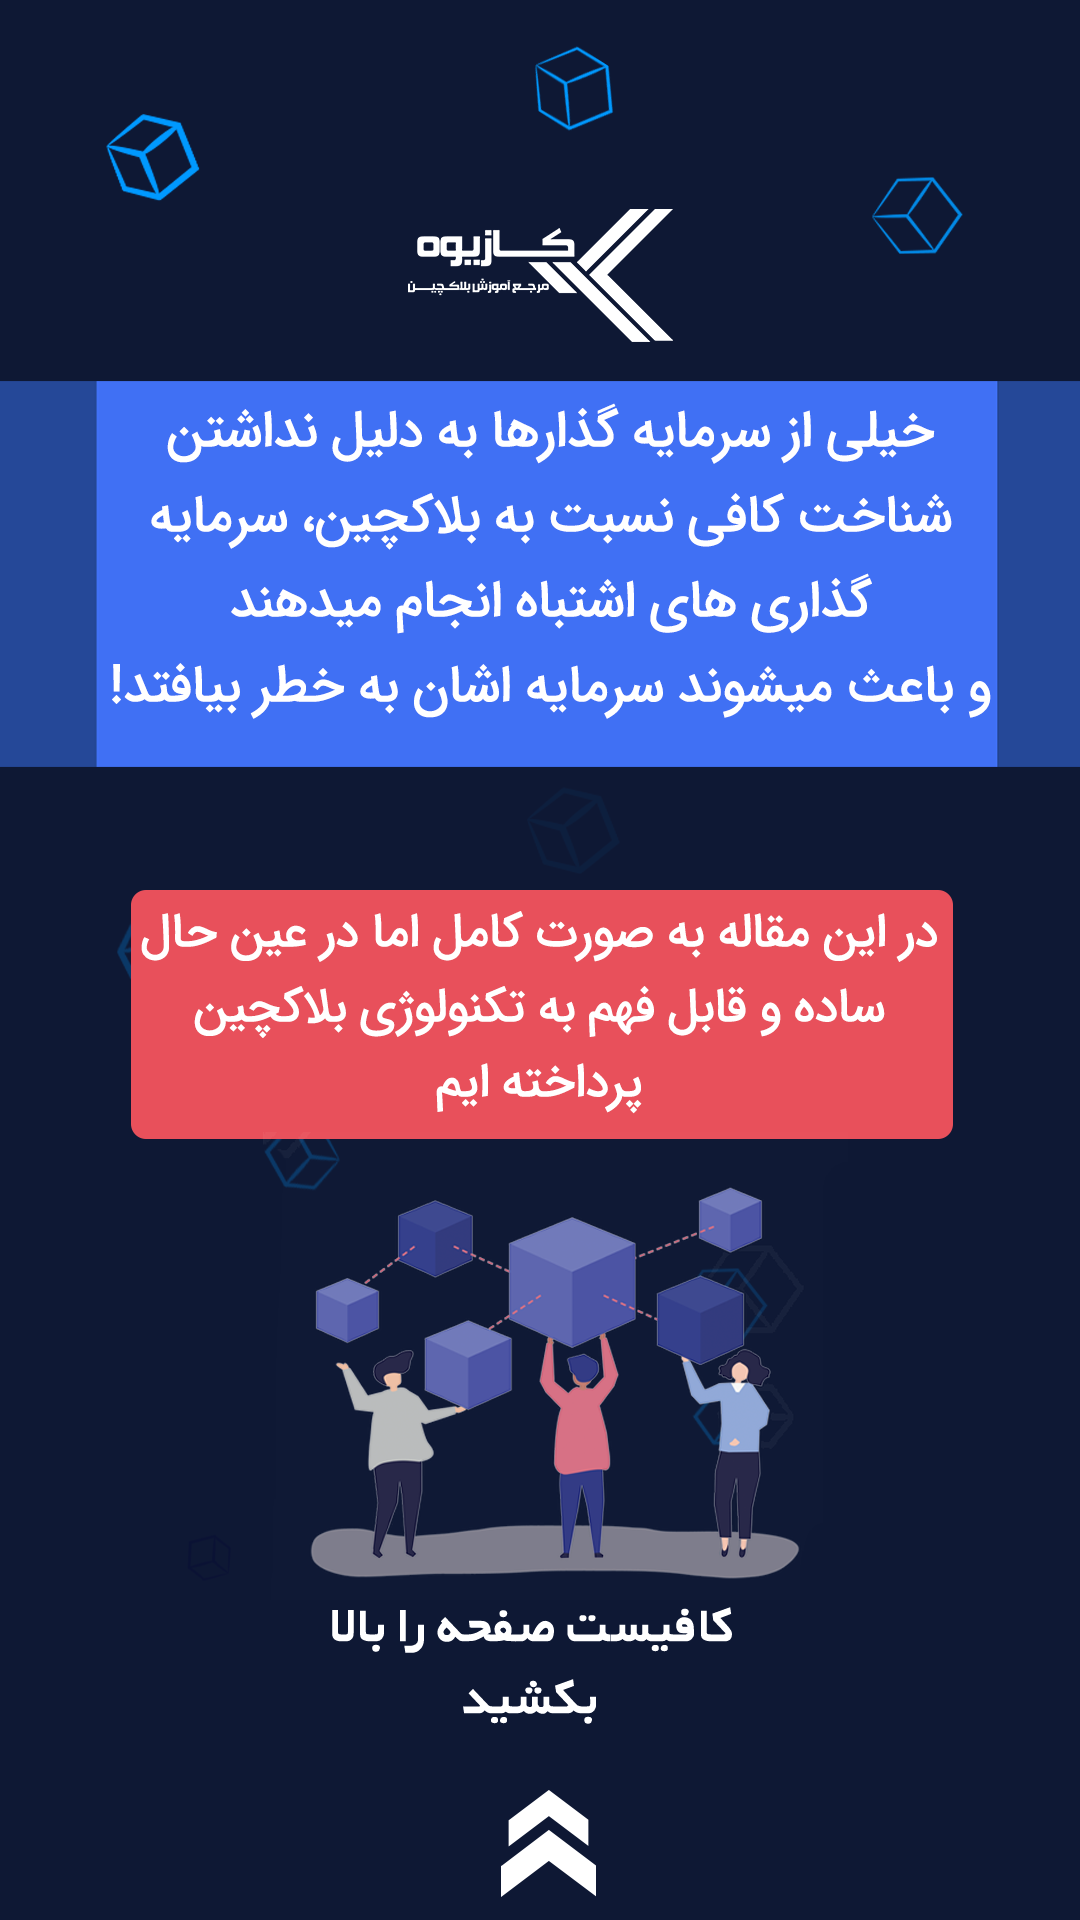 کازیوه
مرجع آموزش بلاکچین
خیلی از سرمایه گذارها به دلیل نداشتن
شناخت کافی نسبت به بلاکچین، سرمایه
گذاری های اشتباه انجام میدهند
و باعث میشوند سرمایه اشان به خطر بیافتد!
در این مقاله به صورت کامل اما در عین حال
ساده و قابل فهم به تکنولوژی بلاکچین
پرداخته ایم
کافیست صفحه را بالا
بکشید